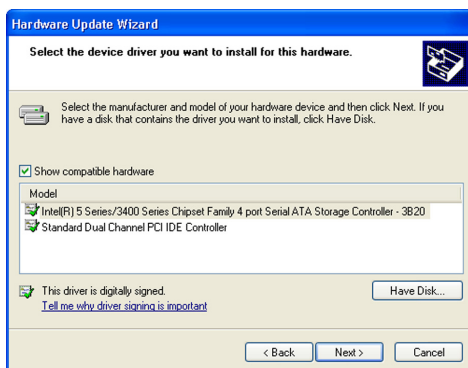 Hardware Update Wizard
Select the device driver you want to install for this hardware.
Select the manufacturer and model of your hardware device and then click Next. If you
have a disk that contains the driver you want to install, click Have Disk.
Show compatible hardware
Model
Intel(R) 5 Series/3400 Series Chipset Family 4 port Serial ATA Storage Controller - 3B20
Standard Dual Channel PCI IDE Controller
This driver is digitally signed.
Have Disk...
Tell me why driver signing is important
< Back
Next >
Cancel